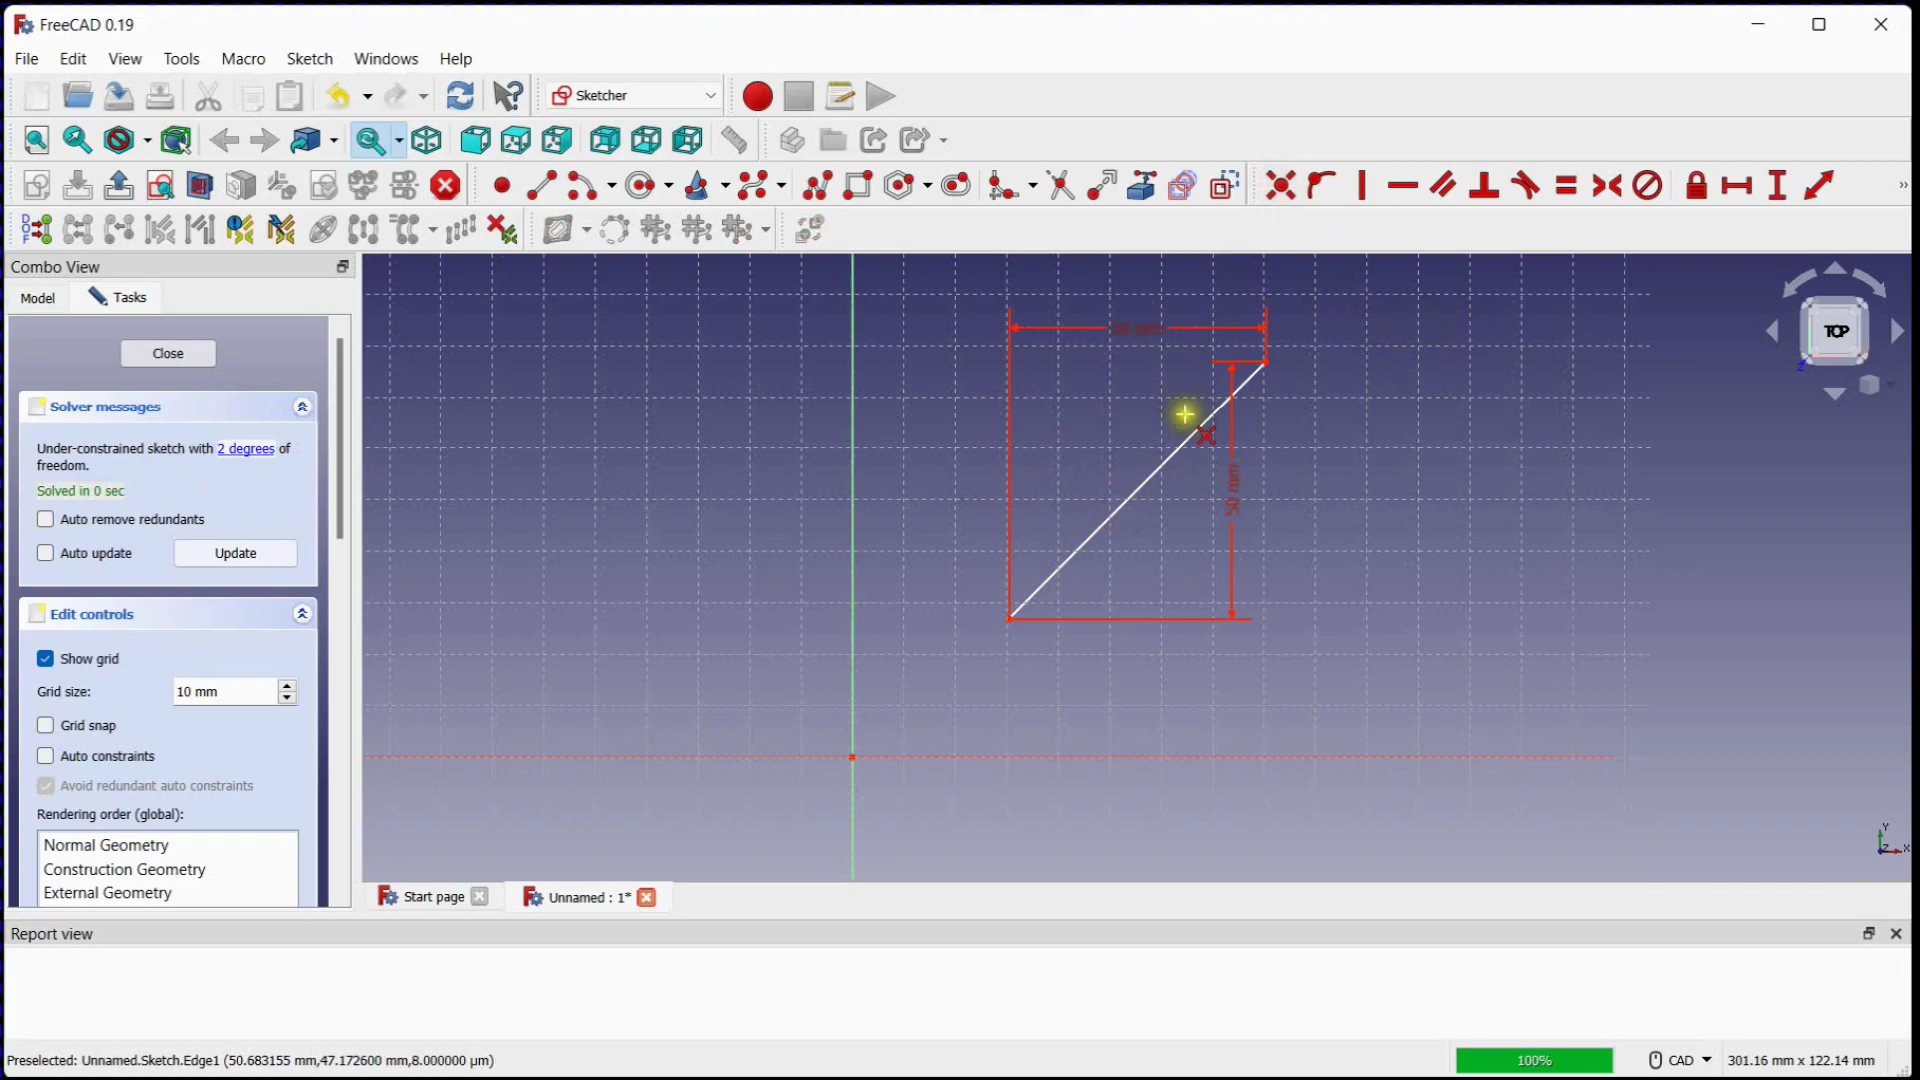 FreeCAD 0.19
File Edit View Tools Macro Sketch Windows Help
Sketcher
Combo View
Model Tasks
Close
Solver messages
Under-constrained sketch with 2 degrees of
freedom.
Solved in 0 sec
Auto remove redundants
Auto update Update
Edit controls
Show grid
Grid size: 10 mm
Grid snap
Auto constraints
Avoid redundant auto constraints
Rendering order (global):
Normal Geometry
Construction Geometry
External Geometry
50 mm
50 mm
TOP
Z
Y
Z X
Start page Unnamed : 1*
Report view
Preselected: Unnamed.Sketch.Edge1 (50.683155 mm,47.172600 mm,8.000000 μm) 100% CAD 301.16 mm x 122.14 mm